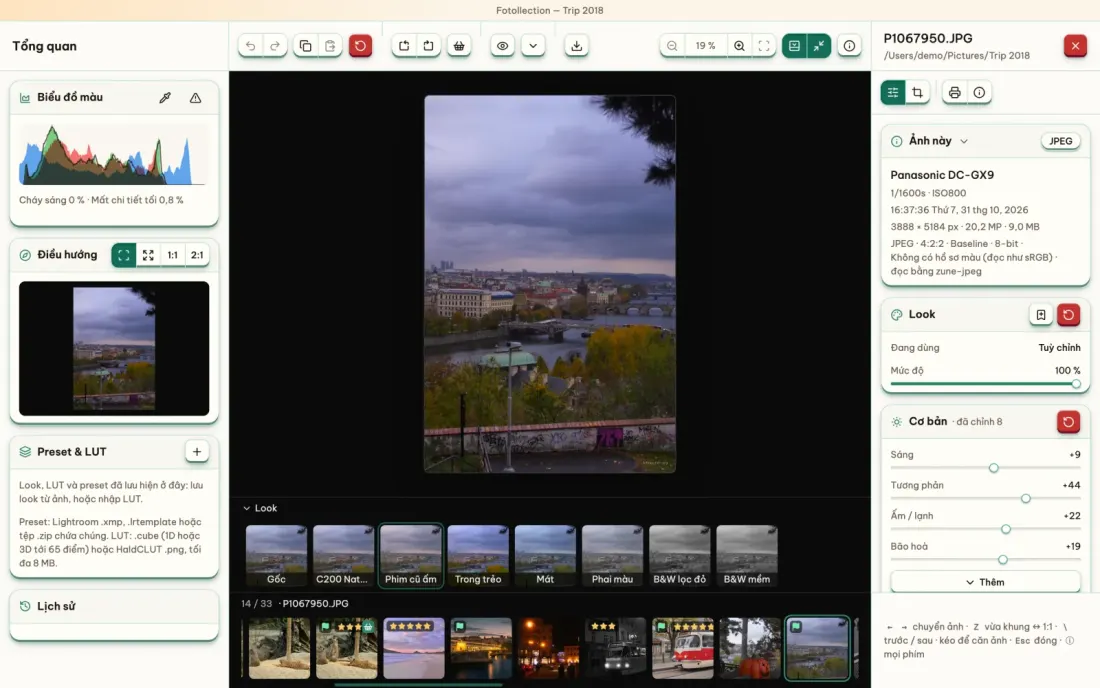 Fotollection — Trip 2018
Tổng quan
19 %
P1067950.JPG
/Users/demo/Pictures/Trip 2018
Biểu đồ màu
Cháy sáng 0 % · Mất chi tiết tối 0,8 %
Điều hướng
1:1
2:1
Preset & LUT
Look, LUT và preset đã lưu hiện ở đây: lưu
look từ ảnh, hoặc nhập LUT.
Preset: Lightroom .xmp, .lrtemplate hoặc
tệp .zip chứa chúng. LUT: .cube (1D hoặc
3D tới 65 điểm) hoặc HaldCLUT .png, tối
đa 8 MB.
Lịch sử
Look
Gốc
C200 Nat...
Phim cũ ấm
Trong trẻo
Mát
Phai màu
B&W lọc đỏ
B&W mềm
14 / 33 · P1067950.JPG
Ảnh này
JPEG
Panasonic DC-GX9
1/1600s · ISO800
16:37:36 Thứ 7, 31 thg 10, 2026
3888 × 5184 px · 20,2 MP · 9,0 MB
JPEG · 4:2:2 · Baseline · 8-bit ·
Không có hồ sơ màu (đọc như sRGB) ·
đọc bằng zune-jpeg
Look
Đang dùng
Tuỳ chỉnh
Mức độ
100 %
Cơ bản · đã chỉnh 8
Sáng
+9
Tương phản
+44
Ấm / lạnh
+22
Bão hoà
+19
Thêm
← → chuyển ảnh · Z vừa khung ↔ 1:1 · \
trước / sau · kéo để căn ảnh · Esc đóng · ⓘ
mọi phím